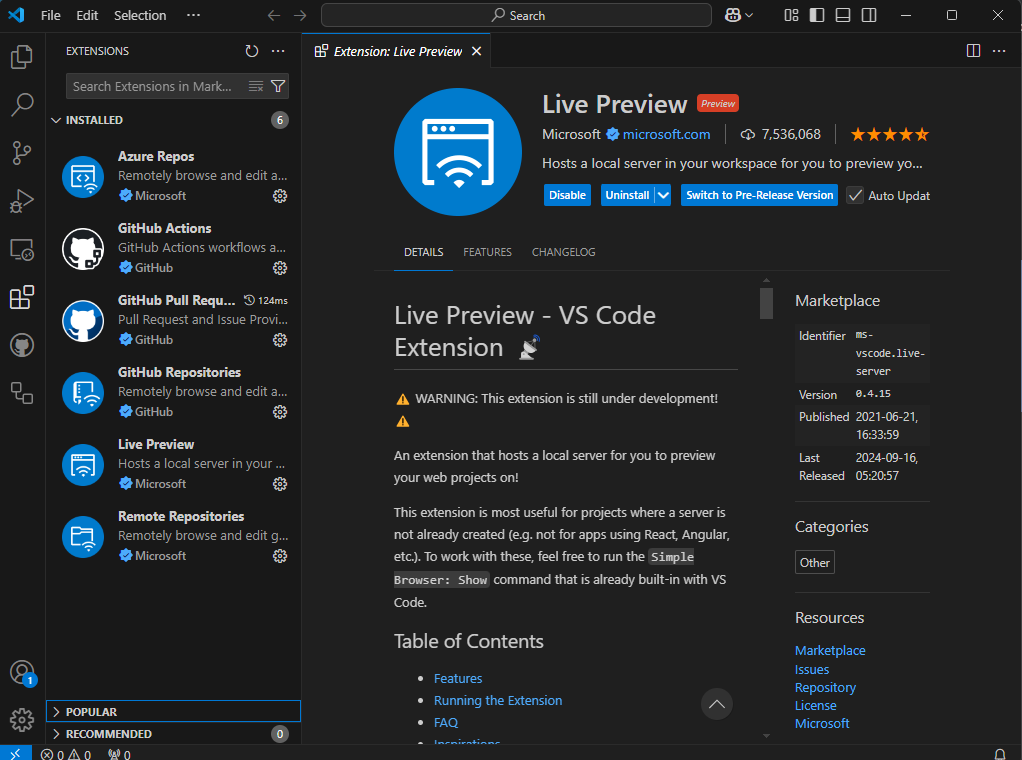 File Edit Selection ··· Search
EXTENSIONS
Search Extensions in Mark...
INSTALLED 6
Azure Repos
Remotely browse and edit a...
Microsoft
GitHub Actions
GitHub Actions workflows a...
GitHub
GitHub Pull Requ... 124ms
Pull Request and Issue Provi...
GitHub
GitHub Repositories
Remotely browse and edit a...
GitHub
Live Preview
Hosts a local server in your ...
Microsoft
Remote Repositories
Remotely browse and edit g...
Microsoft
POPULAR
RECOMMENDED 0
1
Extension: Live Preview
Live Preview Preview
Microsoft microsoft.com 7,536,068
Hosts a local server in your workspace for you to preview yo...
Disable Uninstall Switch to Pre-Release Version Auto Updat
DETAILS FEATURES CHANGELOG
Live Preview - VS Code
Extension
WARNING: This extension is still under development!
An extension that hosts a local server for you to preview
your web projects on!
This extension is most useful for projects where a server is
not already created (e.g. not for apps using React, Angular,
etc.). To work with these, feel free to run the Simple
Browser: Show command that is already built-in with VS
Code.
Table of Contents
• Features
• Running the Extension
• FAQ
• Inspirations
Marketplace
Identifier ms-
vscode.live-
server
Version 0.4.15
Published 2021-06-21,
16:33:59
Last 2024-09-16,
Released 05:20:57
Categories
Other
Resources
Marketplace
Issues
Repository
License
Microsoft
0 0 0